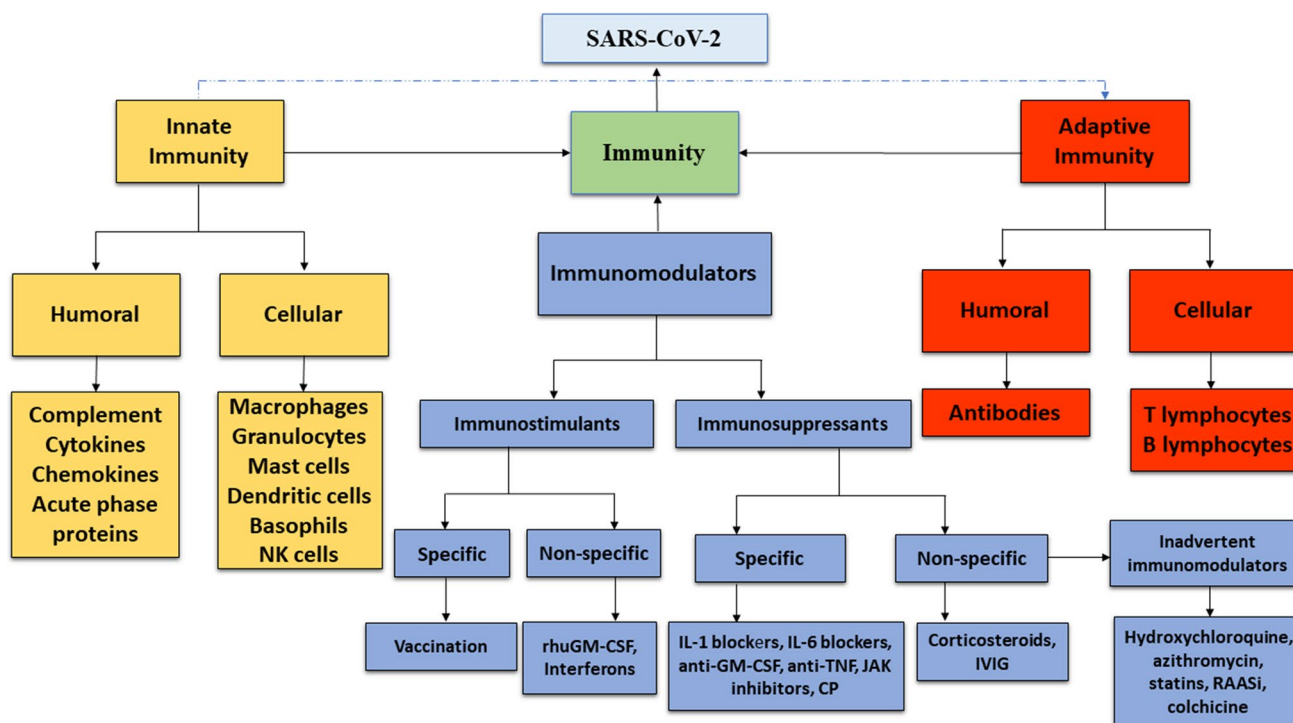 SARS-CoV-2
Innate
Immunity
Immunity
Adaptive
Immunity
Immunomodulators
Humoral
Cellular
Humoral
Cellular
Complement
Cytokines
Chemokines
Acute phase
proteins
Macrophages
Granulocytes
Mast cells
Dendritic cells
Basophils
NK cells
Immunostimulants
Immunosuppressants
Antibodies
T lymphocytes
B lymphocytes
Specific
Non-specific
Specific
Non-specific
Inadvertent
immunomodulators
Vaccination
rhuGM-CSF,
Interferons
IL-1 blockers, IL-6 blockers,
anti-GM-CSF, anti-TNF, JAK
inhibitors, CP
Corticosteroids,
IVIG
Hydroxychloroquine,
azithromycin,
statins, RAASi,
colchicine